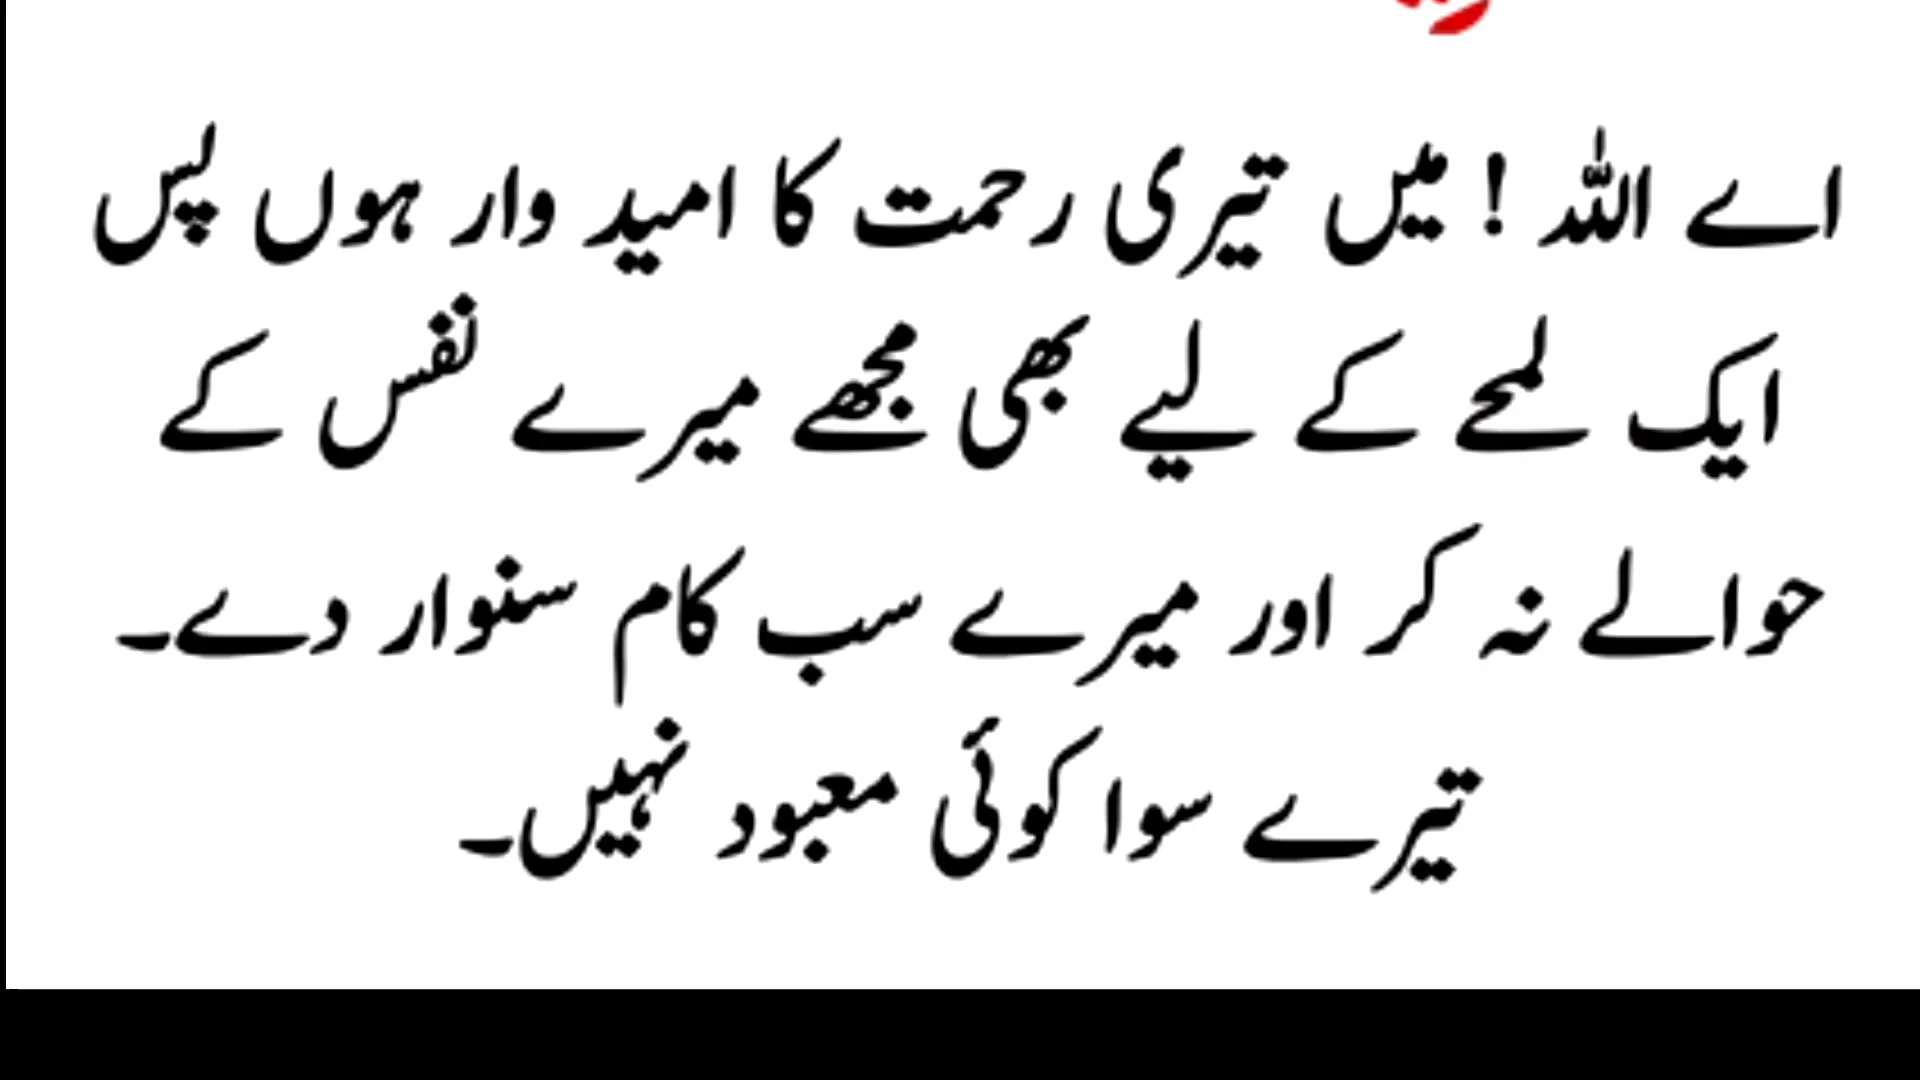 اے اللہ ! میں تیری رحمت کا امید وار ہوں پس
ایک لمحے کے لیے بھی مجھے میرے نفس کے
حوالے نہ کر اور میرے سب کام سنوار دے۔
تیرے سوا کوئی معبود نہیں۔